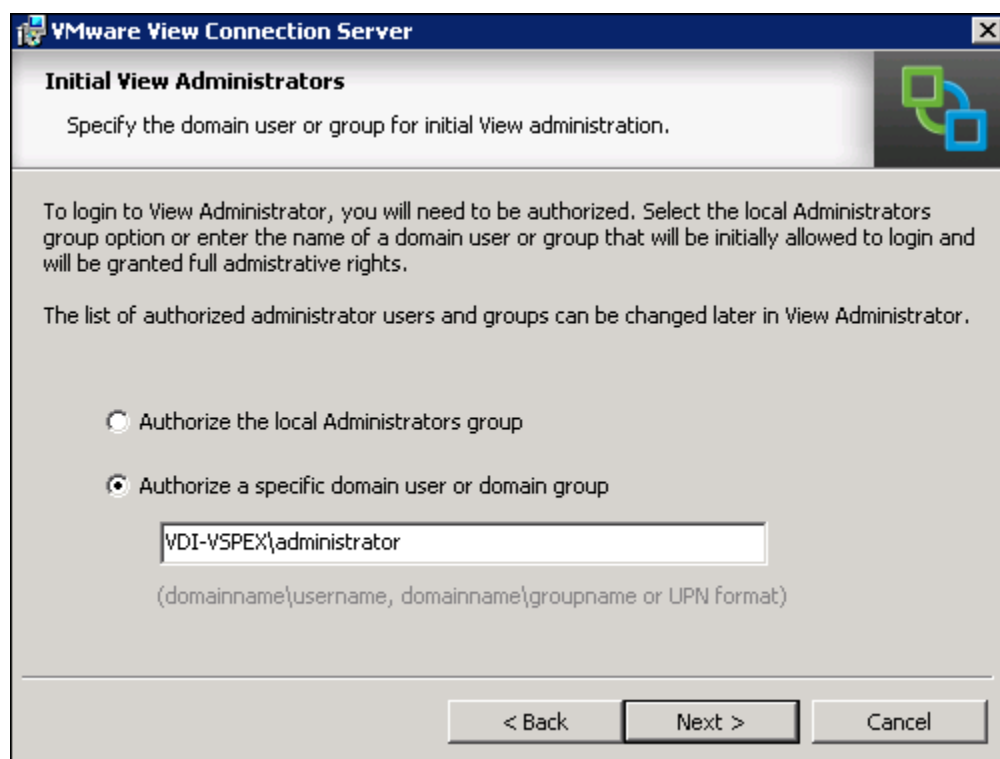 VMware View Connection Server
Initial View Administrators
Specify the domain user or group for initial View administration.
To login to View Administrator, you will need to be authorized. Select the local Administrators
group option or enter the name of a domain user or group that will be initially allowed to login and
will be granted full admistrative rights.
The list of authorized administrator users and groups can be changed later in View Administrator.
Authorize the local Administrators group
Authorize a specific domain user or domain group
VDI-VSPEX\administrator
(domainname\username, domainname\groupname or UPN format)
< Back Next > Cancel